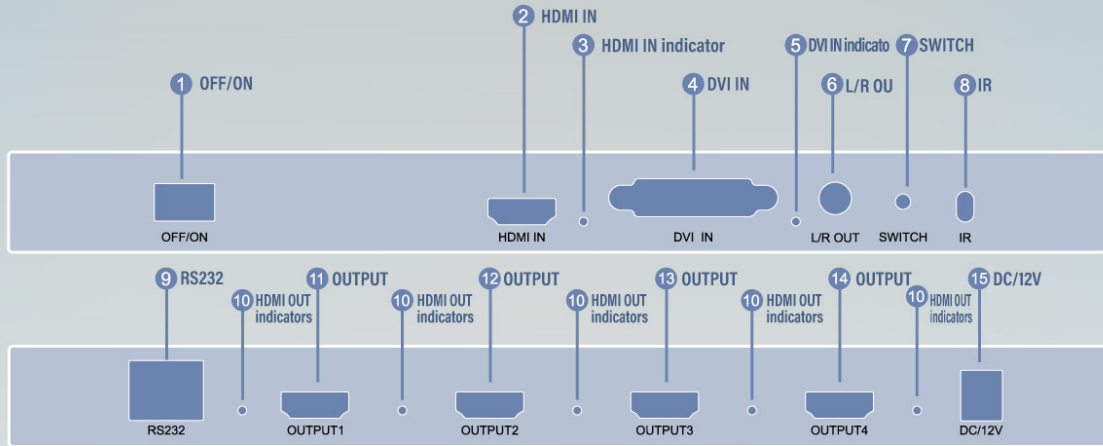 2 HDMI IN
3 HDMI IN indicator
5 DVI IN indicato
7 SWITCH
1 OFF/ON
4 DVI IN
6 L/R OU
8 IR
OFF/ON
HDMI IN
DVI IN
L/R OUT
SWITCH
IR
9 RS232
10 HDMI OUT
indicators
11 OUTPUT
10 HDMI OUT
indicators
12 OUTPUT
10 HDMI OUT
indicators
13 OUTPUT
10 HDMI OUT
indicators
14 OUTPUT
10 HDMI OUT
indicators
15 DC/12V
RS232
OUTPUT1
OUTPUT2
OUTPUT3
OUTPUT4
DC/12V